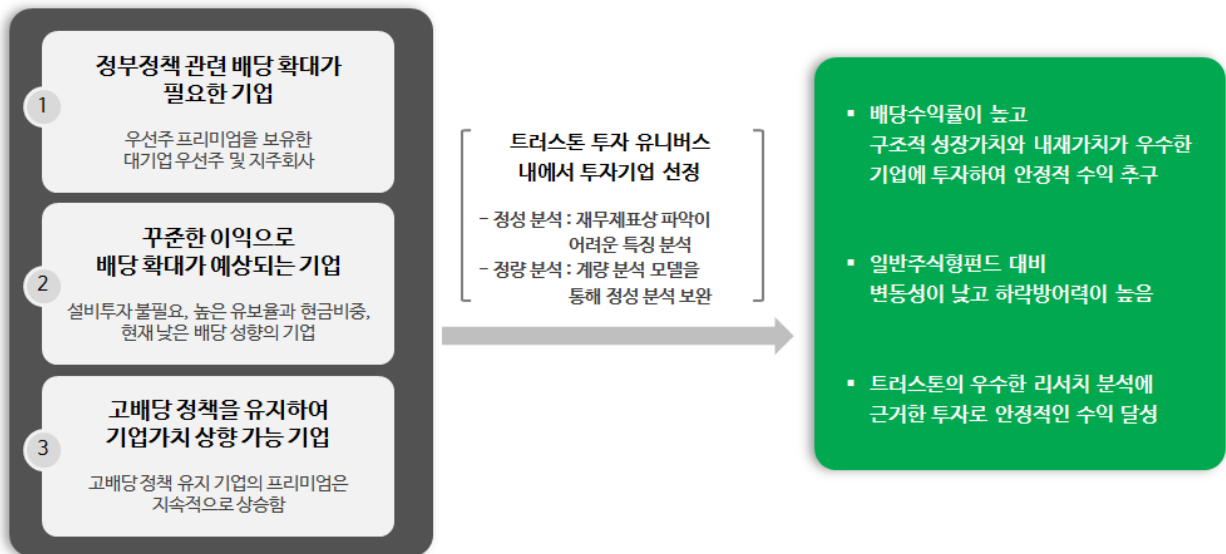 정부정책 관련 배당 확대가
필요한 기업
1
우선주 프리미엄을 보유한
대기업 우선주 및 지주회사
꾸준한 이익으로
배당 확대가 예상되는 기업
2
설비투자 불필요, 높은 유보율과 현금비중,
현재 낮은 배당 성향의 기업
고배당 정책을 유지하여
기업가치 상향 가능 기업
3
고배당 정책 유지 기업의 프리미엄은
지속적으로 상승함
트러스톤 투자 유니버스
내에서 투자기업 선정
- 정성 분석 : 재무제표상 파악이
어려운 특징 분석
- 정량 분석 : 계량 분석 모델을
통해 정성 분석 보완
▪ 배당수익률이 높고
구조적 성장가치와 내재가치가 우수한
기업에 투자하여 안정적 수익 추구
▪ 일반주식형펀드 대비
변동성이 낮고 하락방어력이 높음
▪ 트러스톤의 우수한 리서치 분석에
근거한 투자로 안정적인 수익 달성